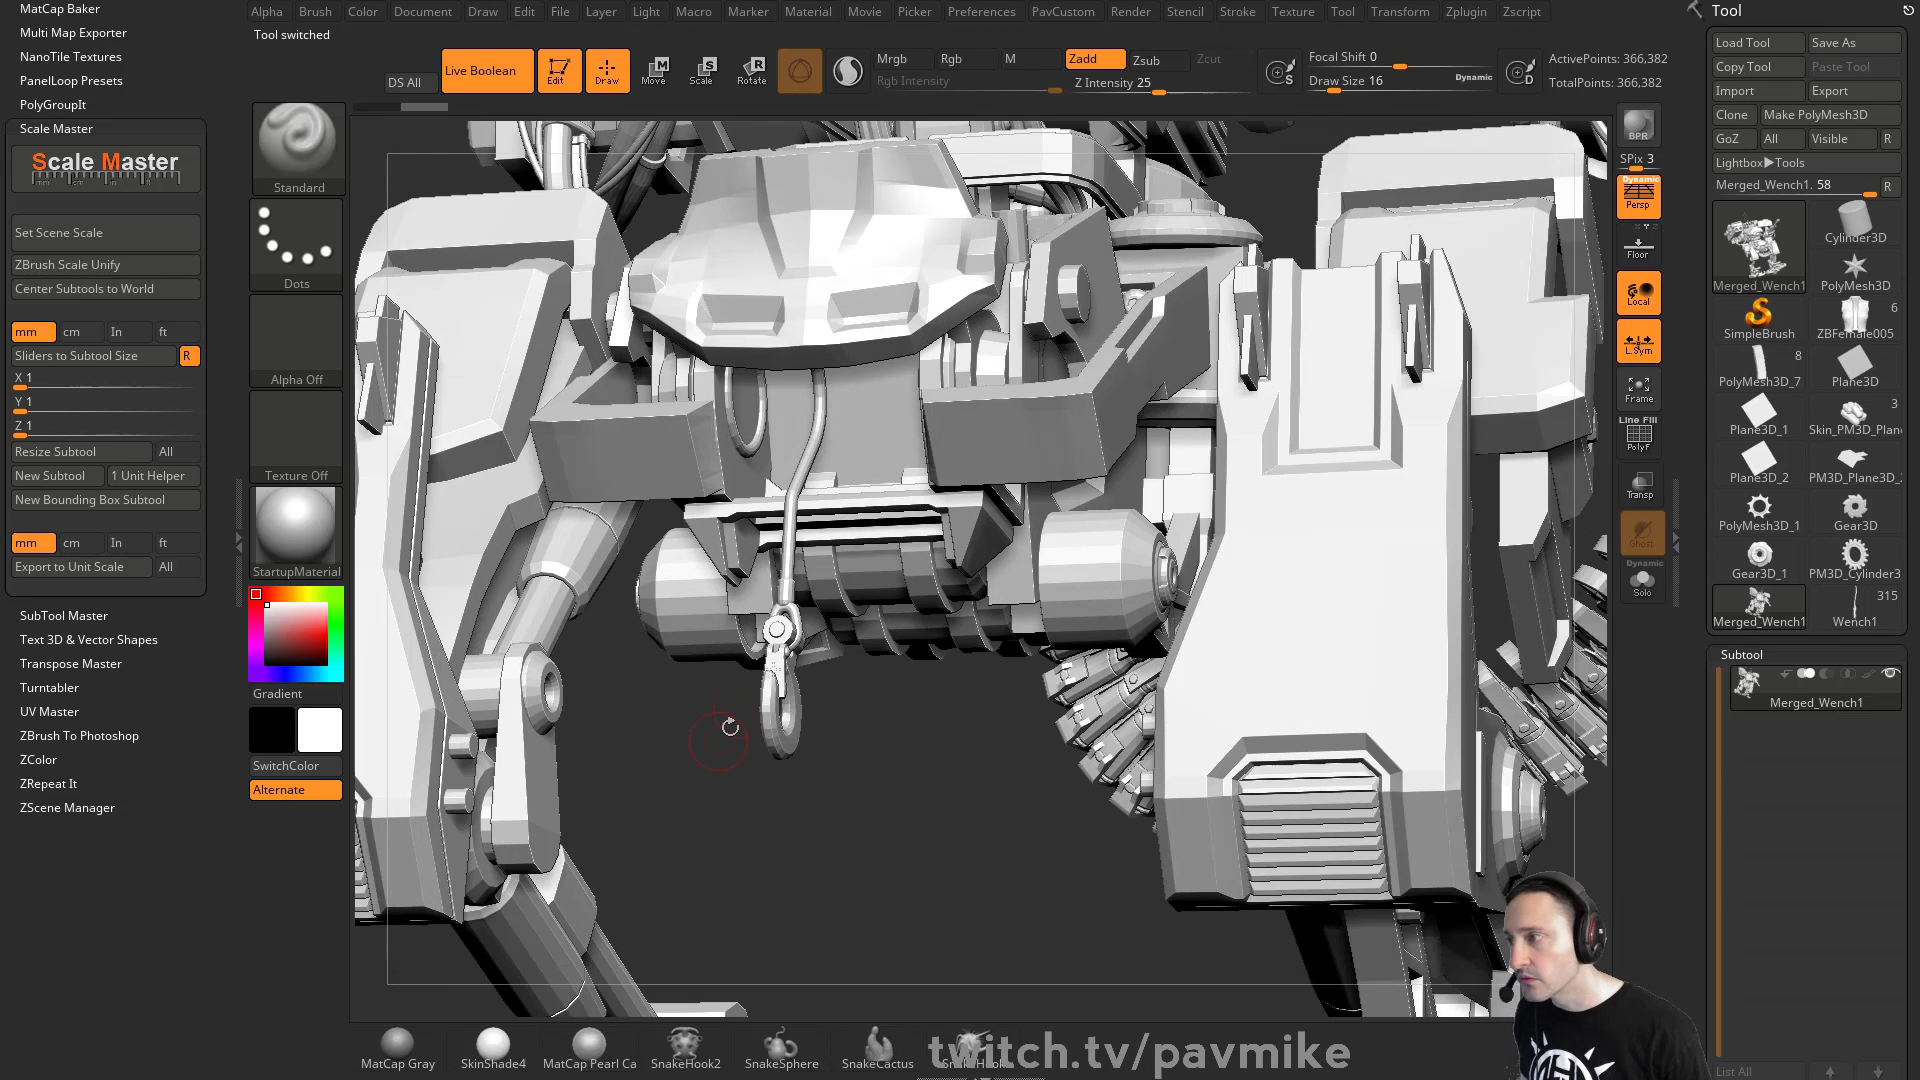 MatCap Baker
Multi Map Exporter
NanoTile Textures
PanelLoop Presets
PolyGroupIt
Scale Master
Scale Master
Set Scene Scale
ZBrush Scale Unify
Center Subtools to World
mm cm In ft
Sliders to Subtool Size R
X 1
Y 1
Z 1
Resize Subtool All
New Subtool 1 Unit Helper
New Bounding Box Subtool
mm cm In ft
Export to Unit Scale All
SubTool Master
Text 3D & Vector Shapes
Transpose Master
Turntabler
UV Master
ZBrush To Photoshop
ZColor
ZRepeat It
ZScene Manager
Alpha Brush Color Document Draw Edit File Layer Light Macro Marker Material Movie Picker Preferences PavCustom Render Stencil Stroke Texture Tool Transform Zplugin Zscript
Tool switched
DS All
Live Boolean
Edit
Draw
Move
Scale
Rotate
Mrgb Rgb M
Rgb Intensity
Zadd Zsub Zcut
Z Intensity 25
Focal Shift 0
Draw Size 16
Dynamic
ActivePoints: 366,382
TotalPoints: 366,382
Standard
Dots
Alpha Off
Texture Off
StartupMaterial
Gradient
SwitchColor
Alternate
BPR
SPix 3
Dynamic
Persp
Floor
Local
L.Sym
Frame
Line Fill
PolyF
Transp
Ghost
Dynamic
Solo
Tool
Load Tool Save As
Copy Tool Paste Tool
Import Export
Clone Make PolyMesh3D
GoZ All Visible R
Lightbox▶Tools
Merged_Wench1. 58 R
Merged_Wench1
Cylinder3D
PolyMesh3D
SimpleBrush
6
ZBFemale005
8
PolyMesh3D_7
Plane3D
Plane3D_1
3
Skin_PM3D_Plan
Plane3D_2
PM3D_Plane3D_
PolyMesh3D_1
Gear3D
Gear3D_1
PM3D_Cylinder3
Merged_Wench1
315
Wench1
Subtool
Merged_Wench1
List All
MatCap Gray
SkinShade4
MatCap Pearl Ca
SnakeHook2
SnakeSphere
SnakeCactus
twitch.tv/pavmike